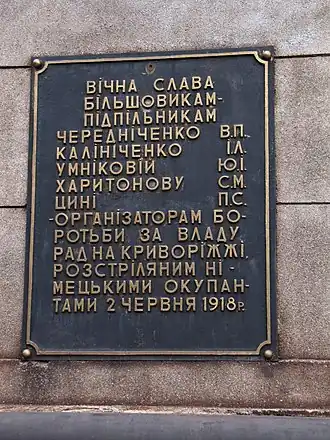 ВІЧНА СЛАВА
БІЛЬШОВИКАМ-
ПІДПІЛЬНИКАМ
ЧЕРЕДНІЧЕНКО В.П.,
КАЛІНІЧЕНКО І.Л.
УМНІКОВІЙ Ю.І.
ХАРИТОНОВУ С.М.
ЦИНІ П.С.
-ОРГАНІЗАТОРАМ БО-
РОТЬБИ ЗА ВЛАДУ
РАД НА КРИВОРІЖЖІ,
РОЗСТРІЛЯНИМ НІ-
МЕЦЬКИМИ ОКУПАН-
ТАМИ 2 ЧЕРВНЯ 1918р.